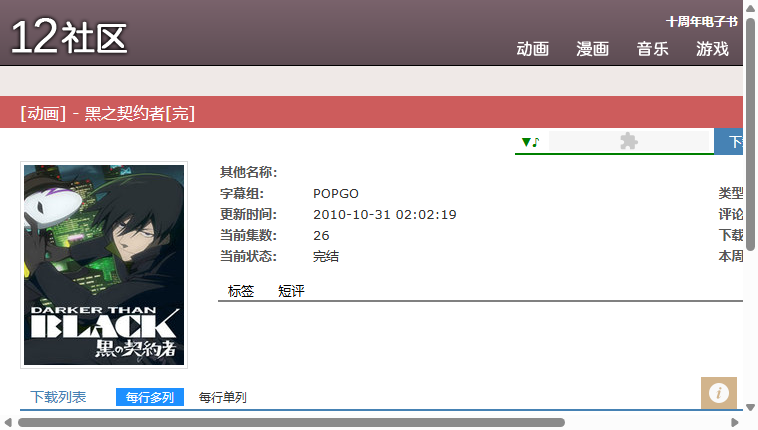 12社区
十周年电子书
动画 漫画 音乐 游戏
[动画] - 黑之契约者[完]
▼♪
其他名称:
字幕组: POPGO 类型
更新时间: 2010-10-31 02:02:19 评论
当前集数: 26 下载
当前状态: 完结 本周
标签 短评
DARKER THAN
BLACK
黒の契約者
下载列表 每行多列 每行单列